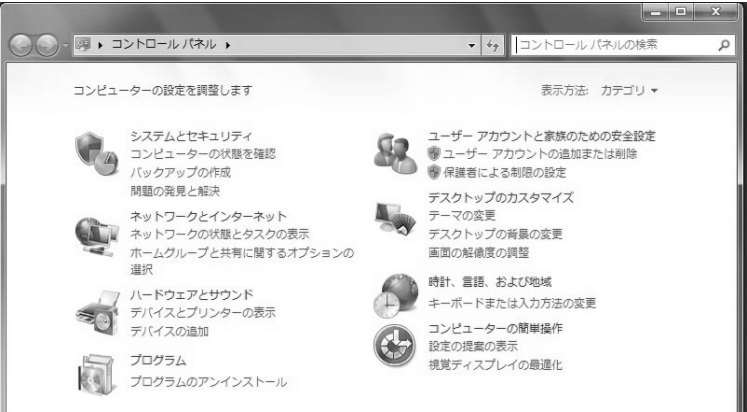 コントロール パネル
コントロール パネルの検索
コンピューターの設定を調整します
表示方法: カテゴリ
システムとセキュリティ
コンピューターの状態を確認
バックアップの作成
問題の発見と解決
ネットワークとインターネット
ネットワークの状態とタスクの表示
ホームグループと共有に関するオプションの
選択
ハードウェアとサウンド
デバイスとプリンターの表示
デバイスの追加
プログラム
プログラムのアンインストール
ユーザー アカウントと家族のための安全設定
ユーザー アカウントの追加または削除
保護者による制限の設定
デスクトップのカスタマイズ
テーマの変更
デスクトップの背景の変更
画面の解像度の調整
時計、言語、および地域
キーボードまたは入力方法の変更
コンピューターの簡単操作
設定の提案の表示
視覚ディスプレイの最適化